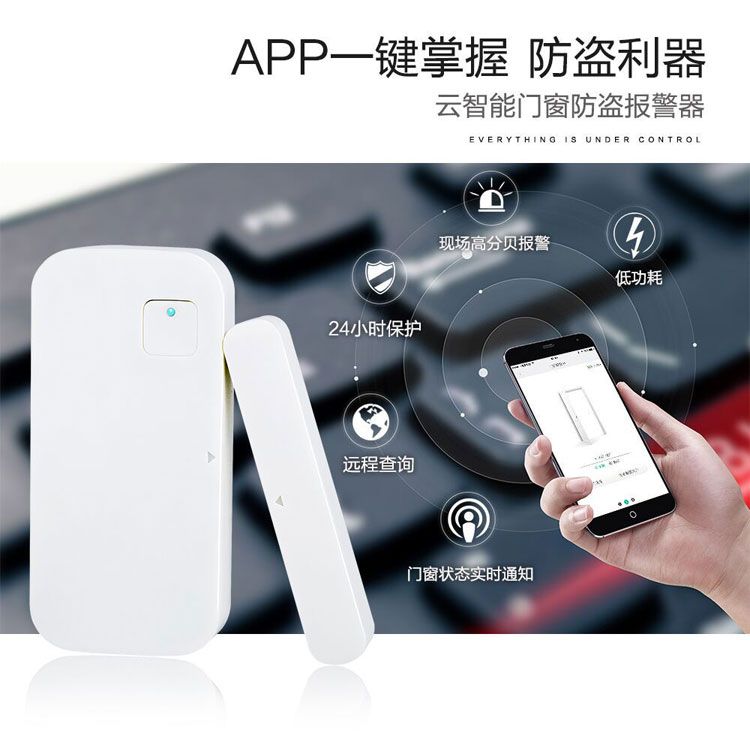 APP一键掌握 防盗利器
云智能门窗防盗报警器
EVERYTHING IS UNDER CONTROL
现场高分贝报警
低功耗
24小时保护
远程查询
门窗状态实时通知